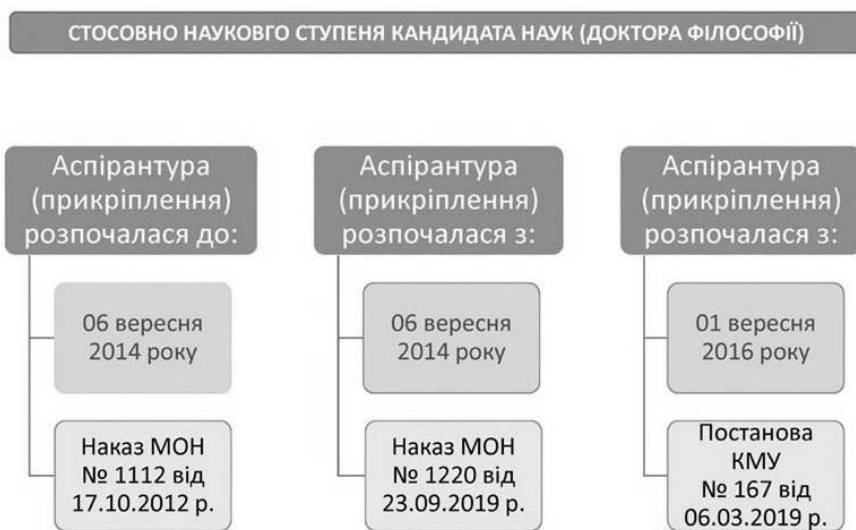 СТОСОВНО НАУКОВГО СТУПЕНЯ КАНДИДАТА НАУК (ДОКТОРА ФІЛОСОФІЇ)
Аспірантура
(прикріплення)
розпочалася до:
06 вересня
2014 року
Наказ МОН
№ 1112 від
17.10.2012 р.
Аспірантура
(прикріплення)
розпочалася з:
06 вересня
2014 року
Наказ МОН
№ 1220 від
23.09.2019 р.
Аспірантура
(прикріплення)
розпочалася з:
01 вересня
2016 року
Постанова
КМУ
№ 167 від
06.03.2019 р.